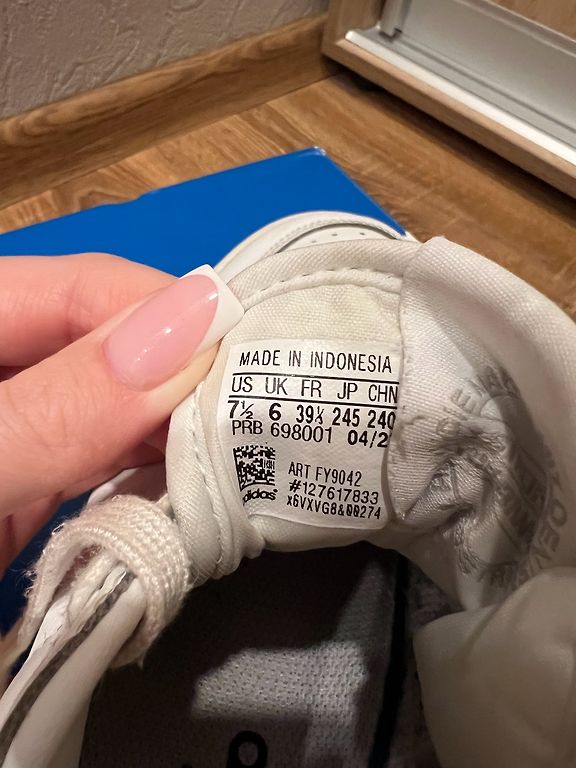 MADE IN INDONESIA
US UK FR JP CHN
7½ 6 39⅓ 245 240
PRB 698001 04/2
ART FY9042
#127617833
adidas x6VXVG8&00274